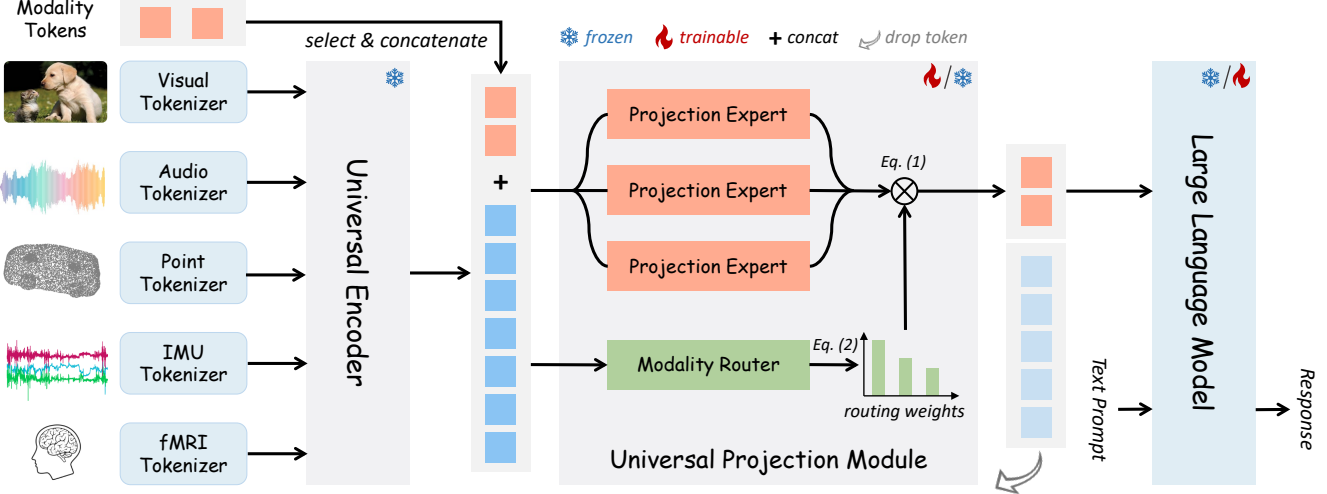 Modality
Tokens
select & concatenate
frozen
trainable
+ concat
drop token
Visual
Tokenizer
Audio
Tokenizer
Point
Tokenizer
IMU
Tokenizer
fMRI
Tokenizer
Universal Encoder
+
Projection Expert
Projection Expert
Projection Expert
Modality Router
Eq. (1)
Eq. (2)
routing weights
Universal Projection Module
/
/
Large Language Model
Text Prompt
Response